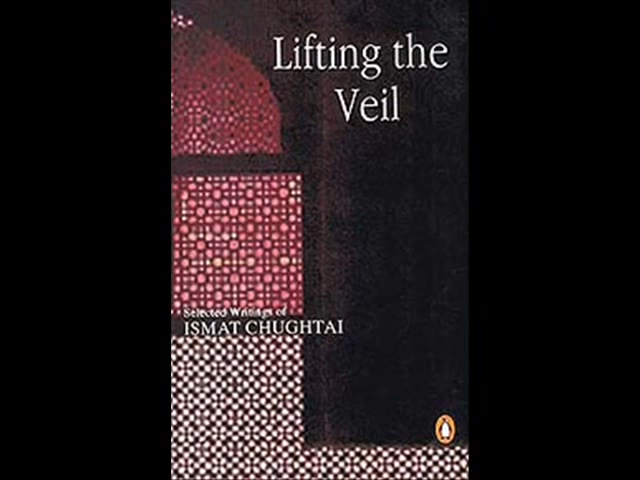 Lifting the
Veil
Selected Writings of
ISMAT CHUGHTAI